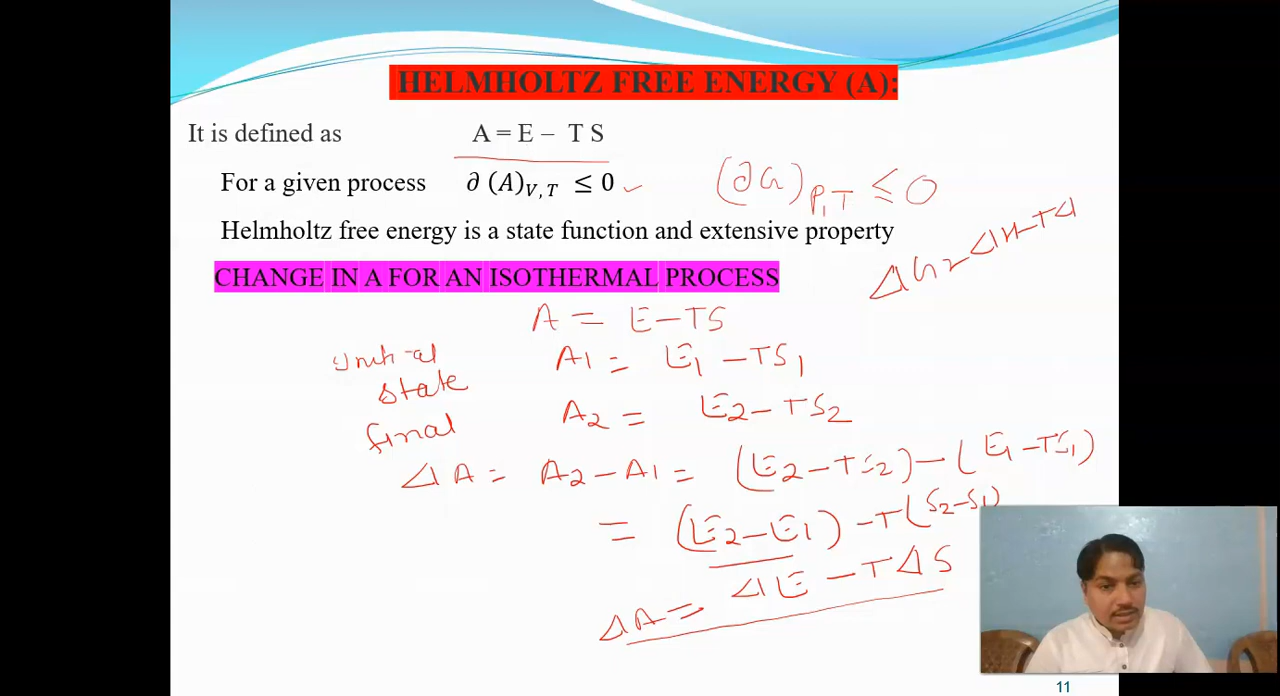 HELMHOLTZ FREE ENERGY (A):
It is defined as A = E – T S
For a given process ∂ (A)V,T ≤ 0 (∂G)P,T ≤ 0
Helmholtz free energy is a state function and extensive property
ΔG = ΔH – TΔ
CHANGE IN A FOR AN ISOTHERMAL PROCESS
A = E – TS
Initial A1 = E1 – TS1
state
final A2 = E2 – TS2
ΔA = A2 – A1 = (E2 – TS2) – (E1 – TS1)
= (E2 – E1) – T(S2 – S1)
ΔA = ΔE – TΔS
11